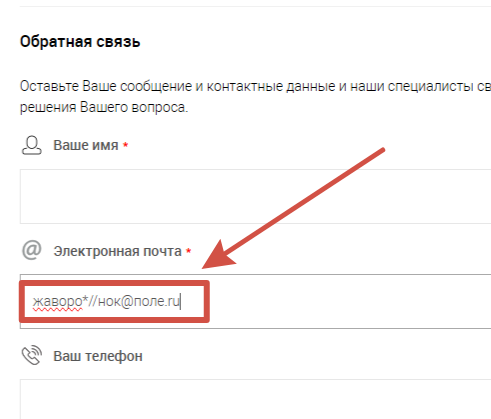 Обратная связь
Оставьте Ваше сообщение и контактные данные и наши специалисты св
решения Вашего вопроса.
Ваше имя *
@ Электронная почта *
жаворо*//нок@поле.ru
Ваш телефон